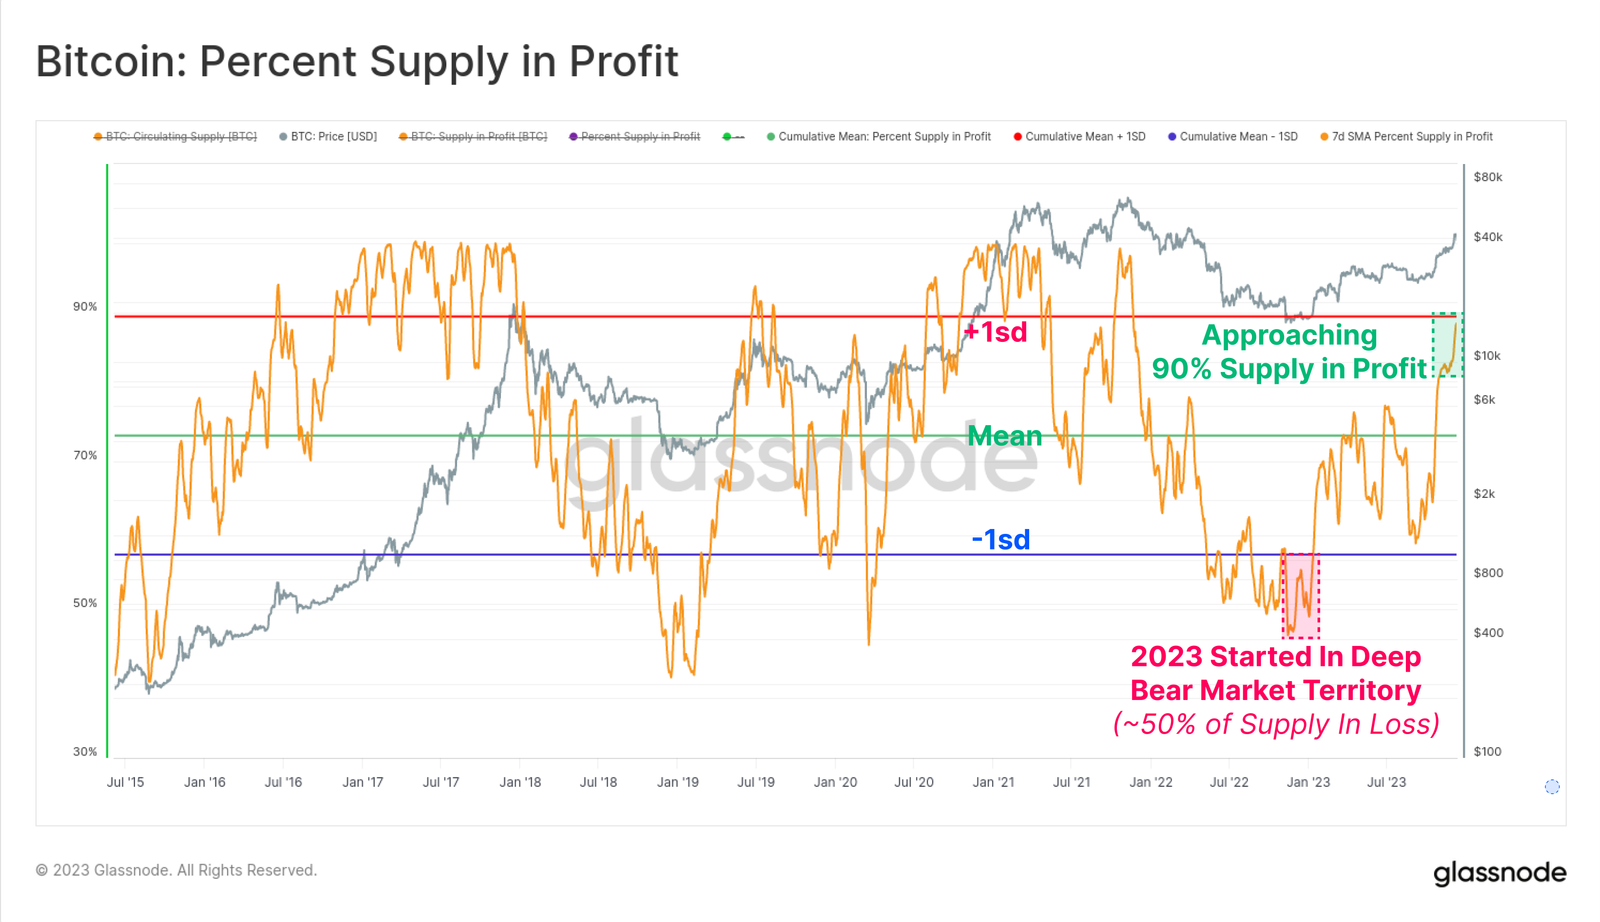 Bitcoin: Percent Supply in Profit
BTC: Circulating Supply [BTC] BTC: Price [USD] BTC: Supply in Profit [BTC] Percent Supply in Profit -- Cumulative Mean: Percent Supply in Profit Cumulative Mean + 1SD Cumulative Mean - 1SD 7d SMA Percent Supply in Profit
$80k
$40k
90%
+1sd
Approaching
90% Supply in Profit
$10k
$6k
Mean
glassnode
70%
$2k
-1sd
$800
50%
$400
2023 Started In Deep
Bear Market Territory
(~50% of Supply In Loss)
30%
$100
Jul '15 Jan '16 Jul '16 Jan '17 Jul '17 Jan '18 Jul '18 Jan '19 Jul '19 Jan '20 Jul '20 Jan '21 Jul '21 Jan '22 Jul '22 Jan '23 Jul '23
© 2023 Glassnode. All Rights Reserved.
glassnode